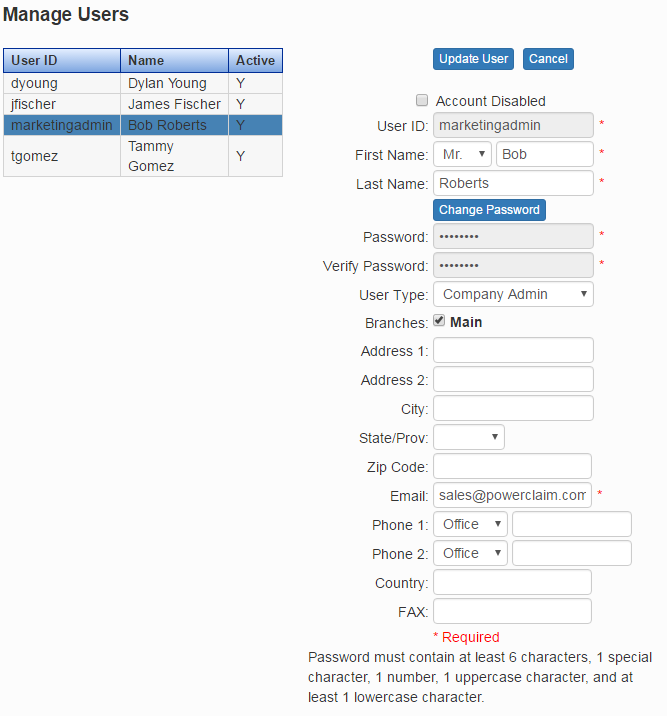 Manage Users
User ID Name Active
dyoung Dylan Young Y
jfischer James Fischer Y
marketingadmin Bob Roberts Y
tgomez Tammy Gomez Y
Update User Cancel
Account Disabled
User ID: marketingadmin *
First Name: Mr. Bob *
Last Name: Roberts *
Change Password
Password: •••••••• *
Verify Password: •••••••• *
User Type: Company Admin
Branches: Main
Address 1:
Address 2:
City:
State/Prov:
Zip Code:
Email: sales@powerclaim.com *
Phone 1: Office
Phone 2: Office
Country:
FAX:
* Required
Password must contain at least 6 characters, 1 special
character, 1 number, 1 uppercase character, and at
least 1 lowercase character.